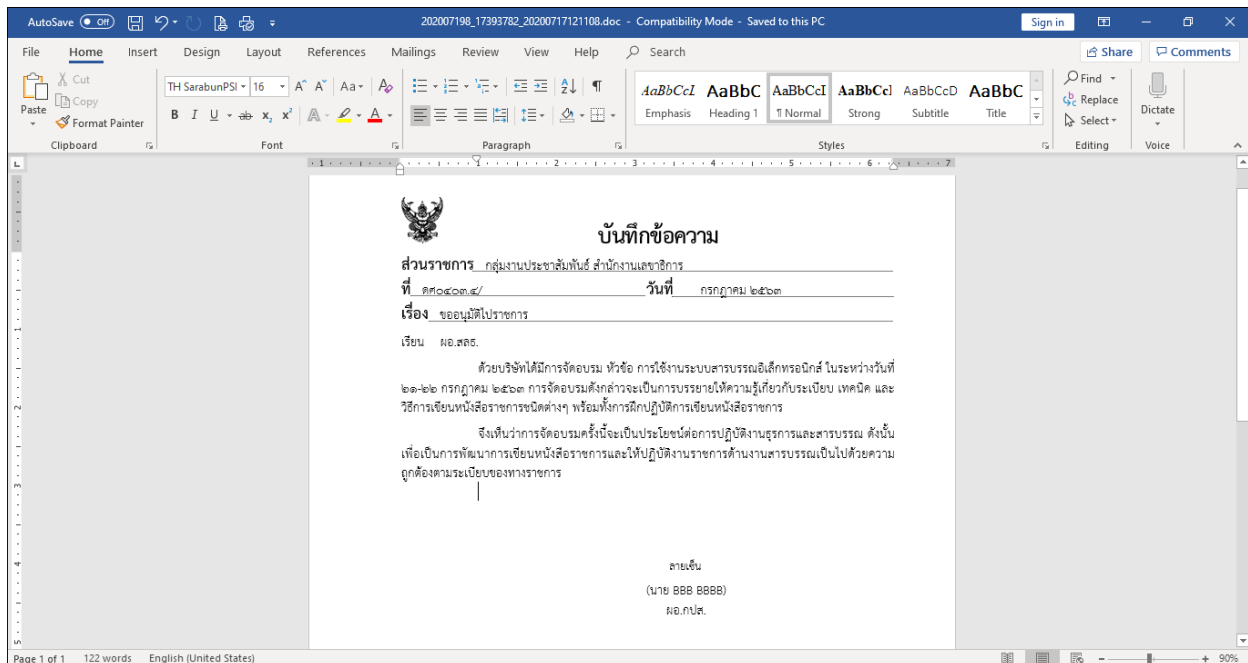 AutoSave Off 202007198_17393782_20200717121108.doc - Compatibility Mode - Saved to this PC Sign in
File Home Insert Design Layout References Mailings Review View Help Search Share Comments
Paste Cut Copy Format Painter
TH SarabunPSI 16 Aa
B I U ab x₂ x² A A
AaBbCcI AaBbC AaBbCcI AaBbCcI AaBbCcD AaBbC
Emphasis Heading 1 ¶ Normal Strong Subtitle Title
Find Replace Select Dictate
Clipboard Font Paragraph Styles Editing Voice
1 1 2 3 4 5 6 7
บันทึกข้อความ
ส่วนราชการ กลุ่มงานประชาสัมพันธ์ สำนักงานเลขาธิการ
ที่ ดศ๐๔๐๓.๔/ วันที่ กรกฎาคม ๒๕๖๓
เรื่อง ขออนุมัติไปราชการ
เรียน ผอ.สลธ.
ด้วยบริษัทได้มีการจัดอบรม หัวข้อ การใช้งานระบบสารบรรณอิเล็กทรอนิกส์ ในระหว่างวันที่
๒๑-๒๒ กรกฎาคม ๒๕๖๓ การจัดอบรมดังกล่าวจะเป็นการบรรยายให้ความรู้เกี่ยวกับระเบียบ เทคนิค และ
วิธีการเขียนหนังสือราชการชนิดต่างๆ พร้อมทั้งการฝึกปฏิบัติการเขียนหนังสือราชการ
จึงเห็นว่าการจัดอบรมครั้งนี้จะเป็นประโยชน์ต่อการปฏิบัติงานธุรการและสารบรรณ ดังนั้น
เพื่อเป็นการพัฒนาการเขียนหนังสือราชการและให้ปฏิบัติงานราชการด้านงานสารบรรณเป็นไปด้วยความ
ถูกต้องตามระเบียบของทางราชการ
ลายเซ็น
(นาย BBB BBBB)
ผอ.กปส.
Page 1 of 1 122 words English (United States) 90%